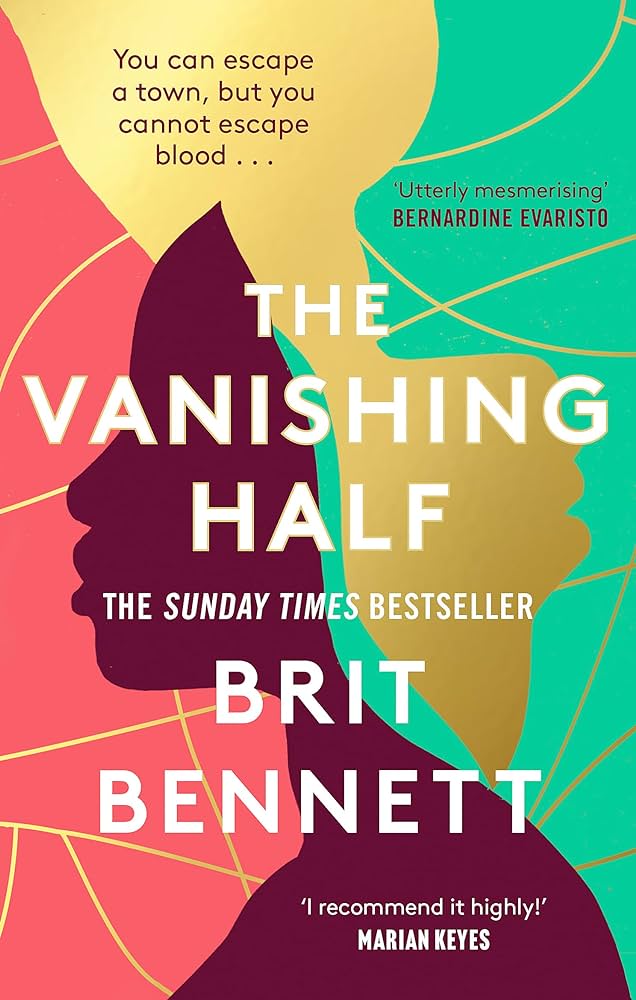 You can escape
a town, but you
cannot escape
blood . . .
‘Utterly mesmerising’
BERNARDINE EVARISTO
THE
VANISHING
HALF
THE SUNDAY TIMES BESTSELLER
BRIT
BENNETT
‘I recommend it highly!’
MARIAN KEYES